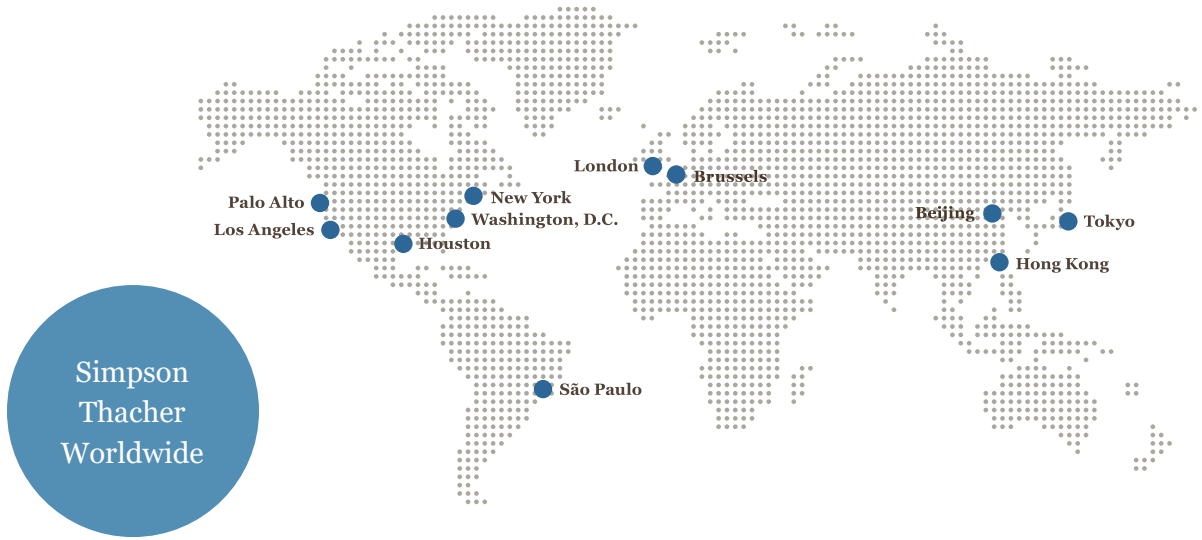 London
Brussels
Palo Alto
New York
Los Angeles
Washington, D.C.
Houston
Beijing
Tokyo
Hong Kong
São Paulo
Simpson
Thacher
Worldwide